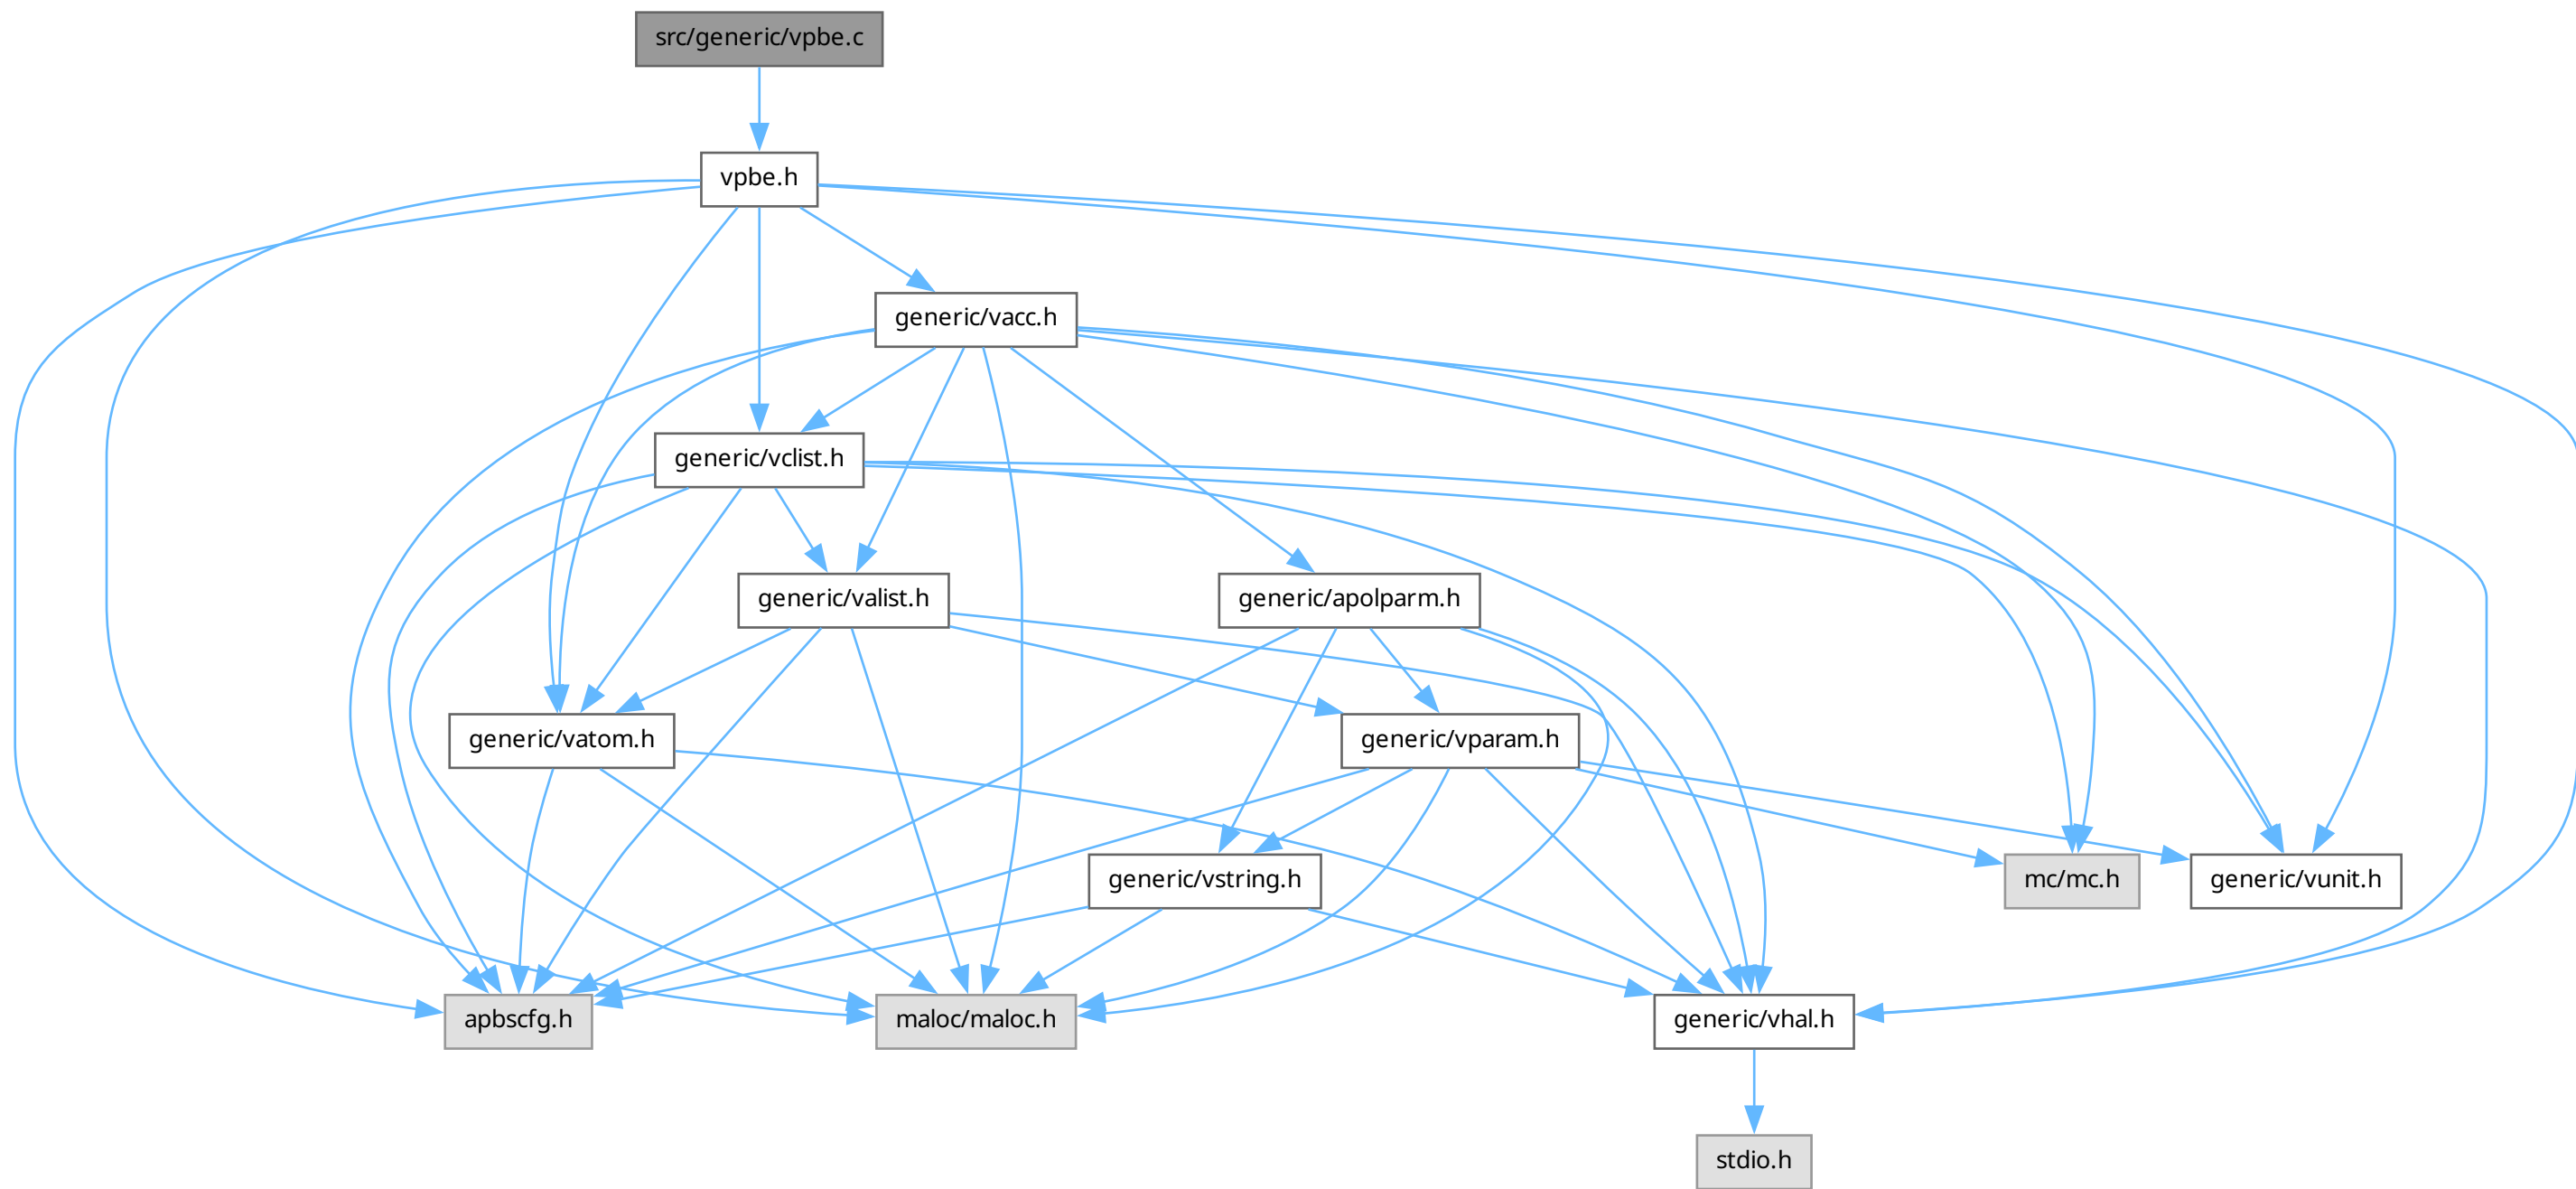 src/generic/vpbe.c
vpbe.h
generic/vacc.h
generic/vclist.h
generic/valist.h
generic/apolparm.h
generic/vatom.h
generic/vparam.h
generic/vstring.h
mc/mc.h
generic/vunit.h
apbscfg.h
maloc/maloc.h
generic/vhal.h
stdio.h